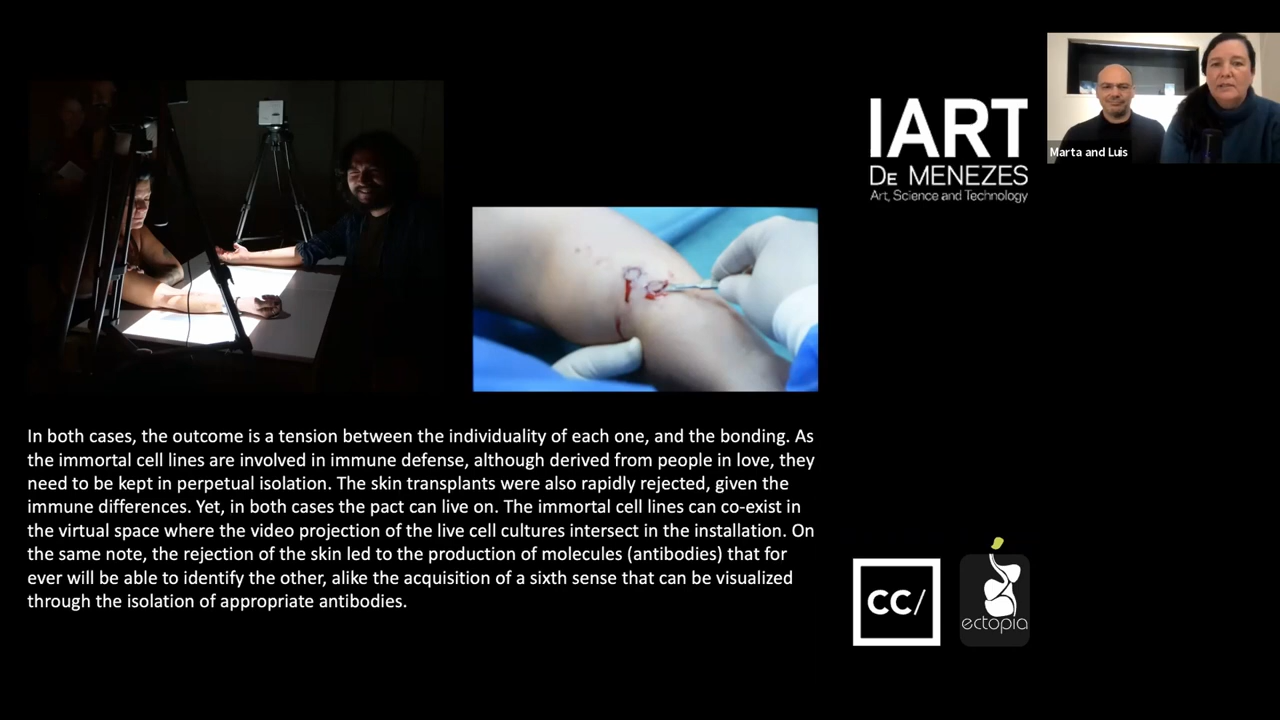 IART
DE MENEZES
Art, Science and Technology
Marta and Luis
In both cases, the outcome is a tension between the individuality of each one, and the bonding. As
the immortal cell lines are involved in immune defense, although derived from people in love, they
need to be kept in perpetual isolation. The skin transplants were also rapidly rejected, given the
immune differences. Yet, in both cases the pact can live on. The immortal cell lines can co-exist in
the virtual space where the video projection of the live cell cultures intersect in the installation. On
the same note, the rejection of the skin led to the production of molecules (antibodies) that for
ever will be able to identify the other, alike the acquisition of a sixth sense that can be visualized
through the isolation of appropriate antibodies.
CC/
ectopia